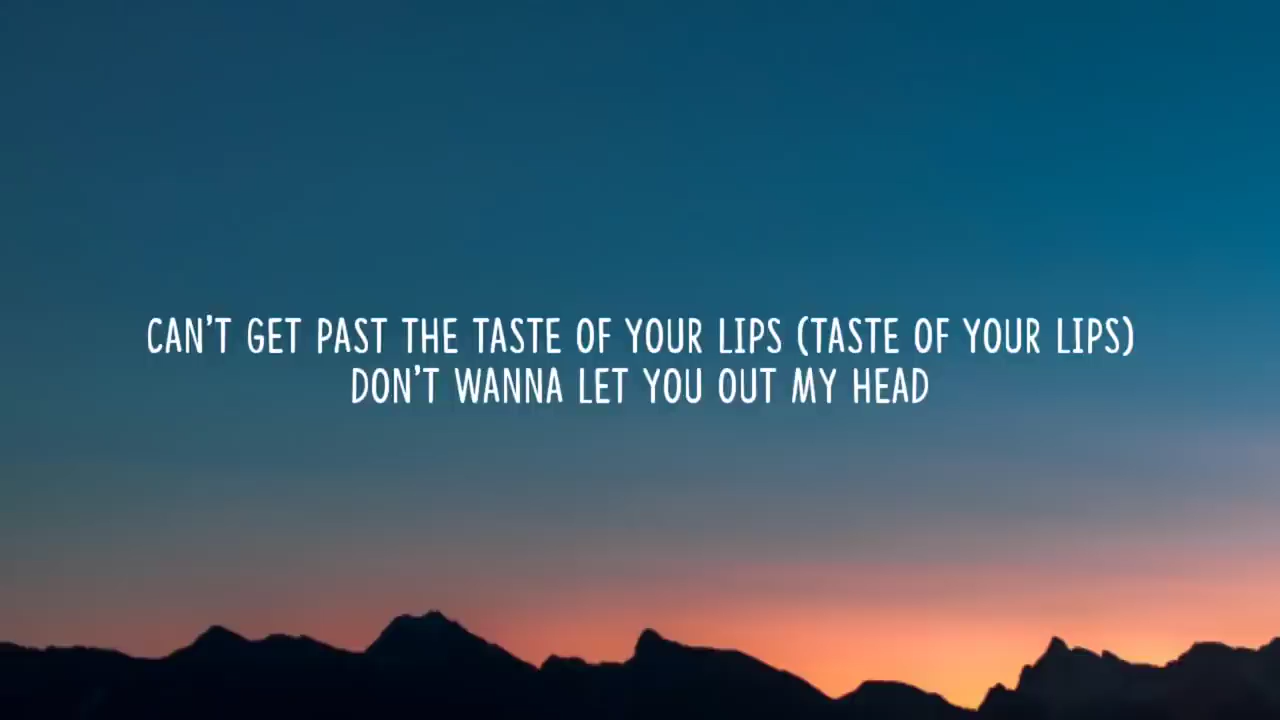 CAN'T GET PAST THE TASTE OF YOUR LIPS (TASTE OF YOUR LIPS)
DON'T WANNA LET YOU OUT MY HEAD